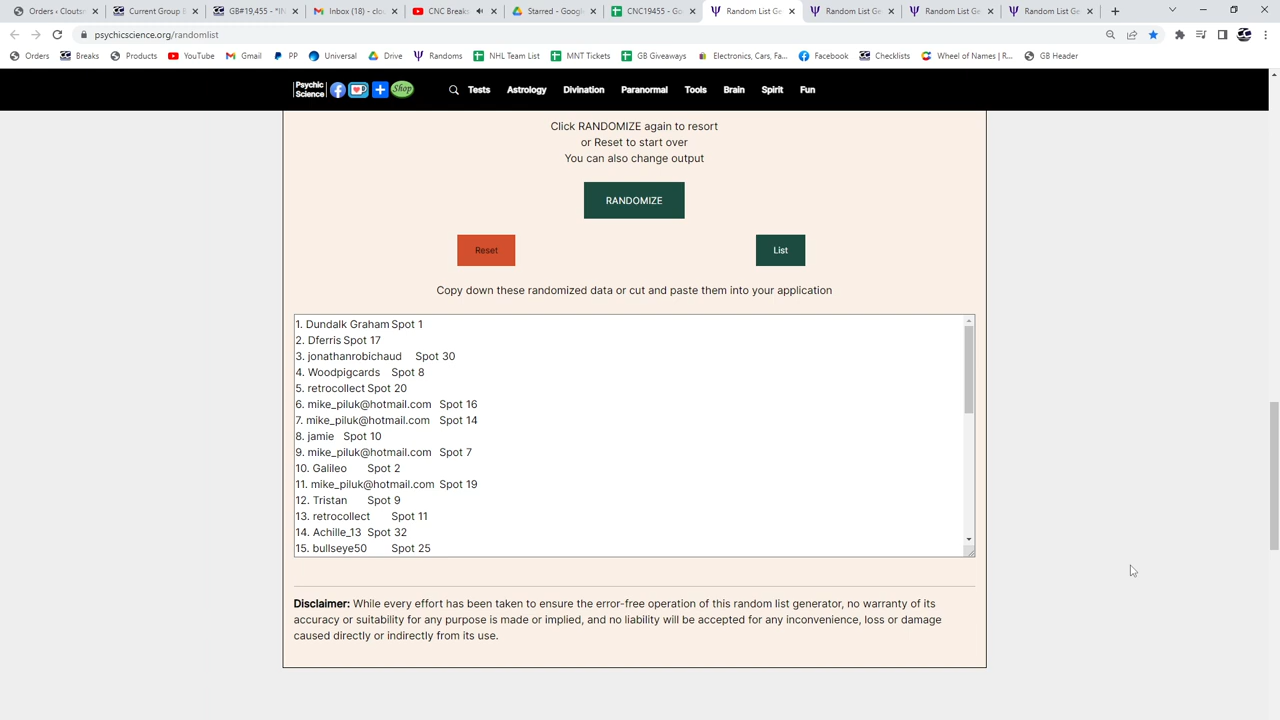 Orders ‹ Clouts
Current Group B
GB#19,455 - *IN
Inbox (18) - clou
CNC Breaks
Starred - Google
CNC19455 - Go
Random List Ge
Random List Ge
Random List Ge
Random List Ge
psychicscience.org/randomlist
Orders
Breaks
Products
YouTube
Gmail
PP
Universal
Drive
Randoms
NHL Team List
MNT Tickets
GB Giveaways
Electronics, Cars, Fa...
Facebook
Checklists
Wheel of Names | R...
GB Header
Psychic
Science
Shop
Tests
Astrology
Divination
Paranormal
Tools
Brain
Spirit
Fun
Click RANDOMIZE again to resort
or Reset to start over
You can also change output
RANDOMIZE
Reset
List
Copy down these randomized data or cut and paste them into your application
1. Dundalk Graham Spot 1
2. Dferris Spot 17
3. jonathanrobichaud Spot 30
4. Woodpigcards Spot 8
5. retrocollect Spot 20
6. mike_piluk@hotmail.com Spot 16
7. mike_piluk@hotmail.com Spot 14
8. jamie Spot 10
9. mike_piluk@hotmail.com Spot 7
10. Galileo Spot 2
11. mike_piluk@hotmail.com Spot 19
12. Tristan Spot 9
13. retrocollect Spot 11
14. Achille_13 Spot 32
15. bullseye50 Spot 25
Disclaimer: While every effort has been taken to ensure the error-free operation of this random list generator, no warranty of its
accuracy or suitability for any purpose is made or implied, and no liability will be accepted for any inconvenience, loss or damage
caused directly or indirectly from its use.